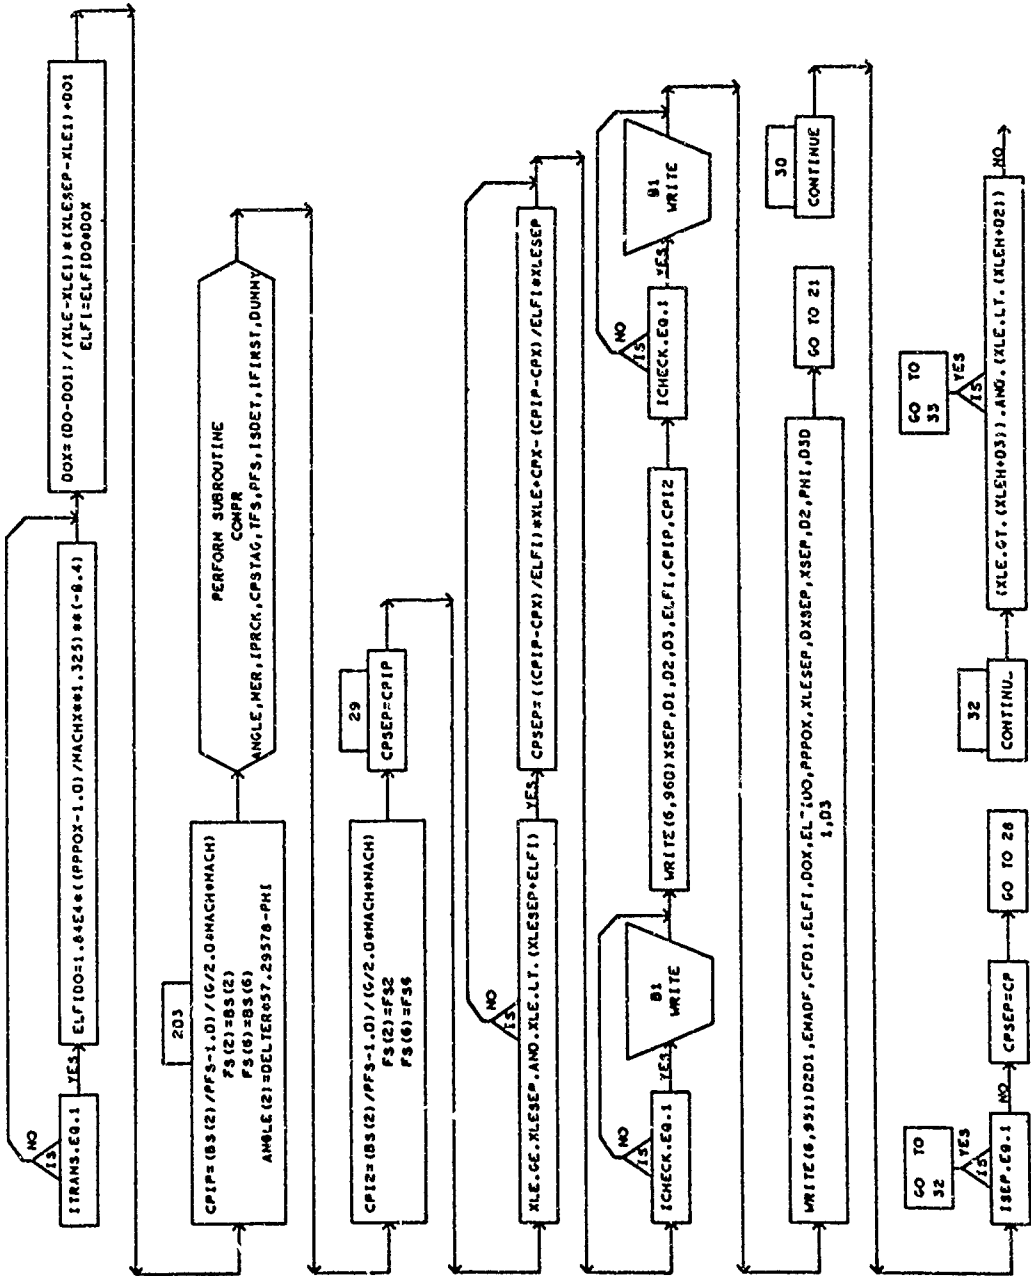 NO
IS
ITRANS.EQ.1
YES
ELFIDO=1.84E4*((PPPOX-1.0)/MACHX**1.325)**(-8.4)
DOX=(DO-DO1)/(XLE-XLE1)*(XLESEP-XLE1)+DO1
ELFI=ELFIDO*DOX
203
CPIP=(BS(2)/PFS-1.0)/(G/2.0*MACH*MACH)
FS(2)=BS(2)
FS(6)=BS(6)
ANGLE(2)=DELTER*57.29578-PHI
PERFORM SUBROUTINE
COMPR
ANGLE,MER,IPRCK,CPSTAG,TFS,PFS,ISDET,IFIRST,DUMMY
CPI2=(BS(2)/PFS-1.0)/(G/2.0*MACH*MACH)
FS(2)=FS2
FS(6)=FS6
29
CPSEP=CPIP
NO
IS
XLE.GE.XLESEP.AND.XLE.LT.(XLESEP+ELFI)
YES
CPSEP=((CPIP-CPX)/ELFI)*XLE+CPX-(CPIP-CPX)/ELFI*XLESEP
NO
IS
ICHECK.EQ.1
YES
B1
WRITE
WRITE(6,960)XSEP,D1,D2,D3,ELFI,CPIP,CPI2
NO
IS
ICHECK.EQ.1
YES
B1
WRITE
WRITE(6,951)D2D1,EMADF,CFD1,ELFI,DOX, PPPOX,XLESEP,DXSEP,XSEP,D2,PHI,D3D
1,D3
GO TO 21
30
CONTINUE
GO TO
32
YES
IS
ISEP.EQ.1
NO
CPSEP=CP
GO TO 28
32
GO TO
33
YES
IS
(XLE.GT.(XLEH+D3)).AND.(XLE.LT.(XLEH+D2))
NO